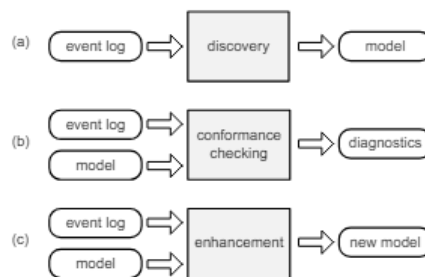 (a) event log discovery model
event log
(b) conformance checking diagnostics
model
event log
(c) enhancement new model
model